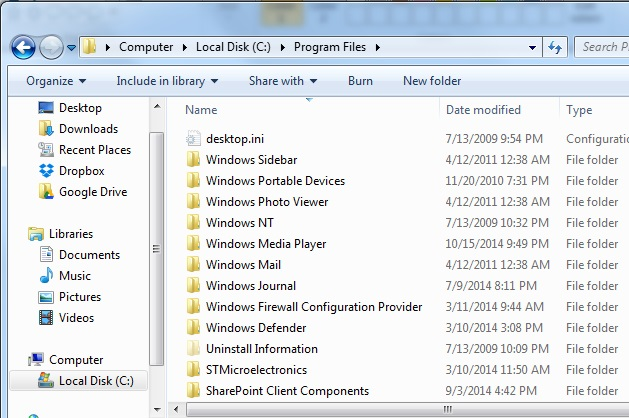 Computer Local Disk (C:) Program Files
Search P
Organize Include in library Share with Burn New folder
Name Date modified Type
Desktop
Downloads
Recent Places
Dropbox
Google Drive
Libraries
Documents
Music
Pictures
Videos
Computer
Local Disk (C:)
desktop.ini 7/13/2009 9:54 PM Configuratio
Windows Sidebar 4/12/2011 12:38 AM File folder
Windows Portable Devices 11/20/2010 7:31 PM File folder
Windows Photo Viewer 4/12/2011 12:38 AM File folder
Windows NT 7/13/2009 10:32 PM File folder
Windows Media Player 10/15/2014 9:49 PM File folder
Windows Mail 4/12/2011 12:38 AM File folder
Windows Journal 7/9/2014 8:11 PM File folder
Windows Firewall Configuration Provider 3/11/2014 9:44 AM File folder
Windows Defender 3/10/2014 3:08 PM File folder
Uninstall Information 7/13/2009 10:09 PM File folder
STMicroelectronics 3/10/2014 11:50 AM File folder
SharePoint Client Components 9/3/2014 4:42 PM File folder